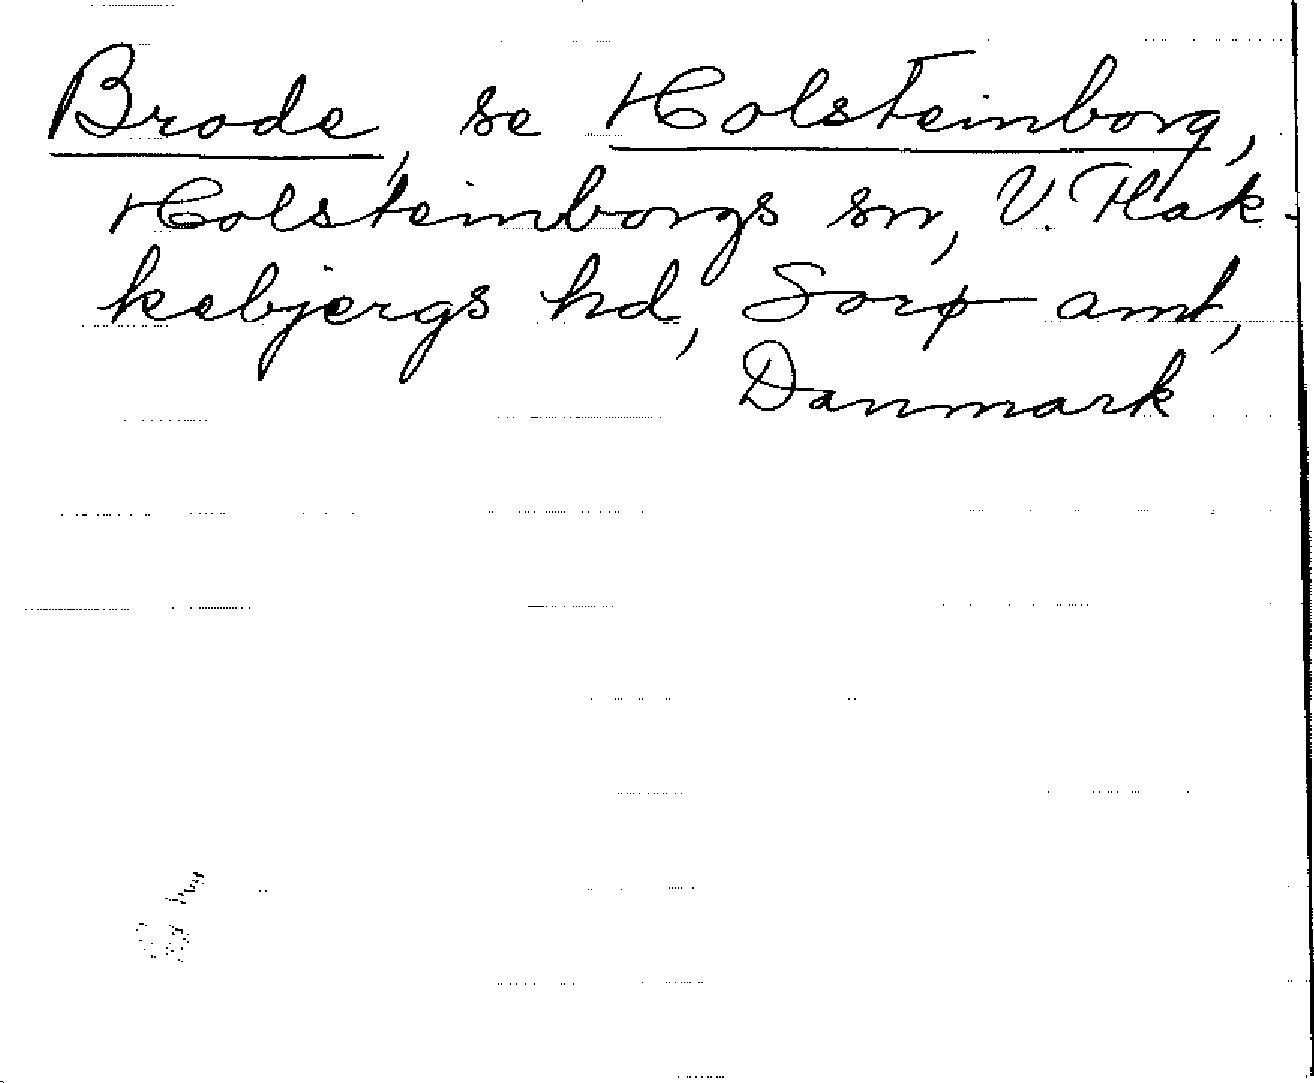 Brode, se Holsteinborg,
Holsteinborgs sn, V. Flak-
kebjergs hd, Sorø amt,
Danmark